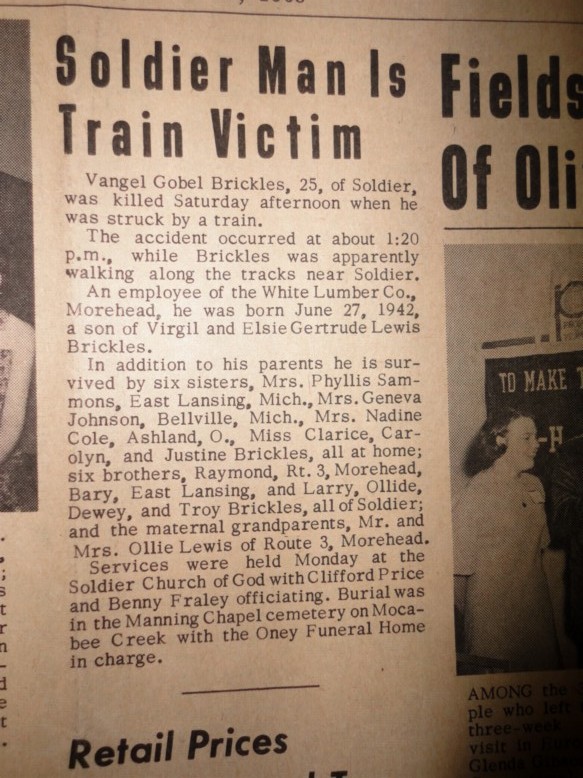 Soldier Man Is
Train Victim
Vangel Gobel Brickles, 25, of Soldier,
was killed Saturday afternoon when he
was struck by a train.
The accident occurred at about 1:20
p.m., while Brickles was apparently
walking along the tracks near Soldier.
An employee of the White Lumber Co.,
Morehead, he was born June 27, 1942,
a son of Virgil and Elsie Gertrude Lewis
Brickles.
In addition to his parents he is sur-
vived by six sisters, Mrs. Phyllis Sam-
mons, East Lansing, Mich., Mrs. Geneva
Johnson, Bellville, Mich., Mrs. Nadine
Cole, Ashland, O., Miss Clarice, Car-
olyn, and Justine Brickles, all at home;
six brothers, Raymond, Rt. 3, Morehead,
Bary, East Lansing, and Larry, Ollide,
Dewey, and Troy Brickles, all of Soldier;
and the maternal grandparents, Mr. and
Mrs. Ollie Lewis of Route 3, Morehead.
Services were held Monday at the
Soldier Church of God with Clifford Price
and Benny Fraley officiating. Burial was
in the Manning Chapel cemetery on Moca-
bee Creek with the Oney Funeral Home
in charge.
Retail Prices
Fields
Of Oli
TO MAKE
-H
AMONG the
ple who left
three-week
visit in
Glenda